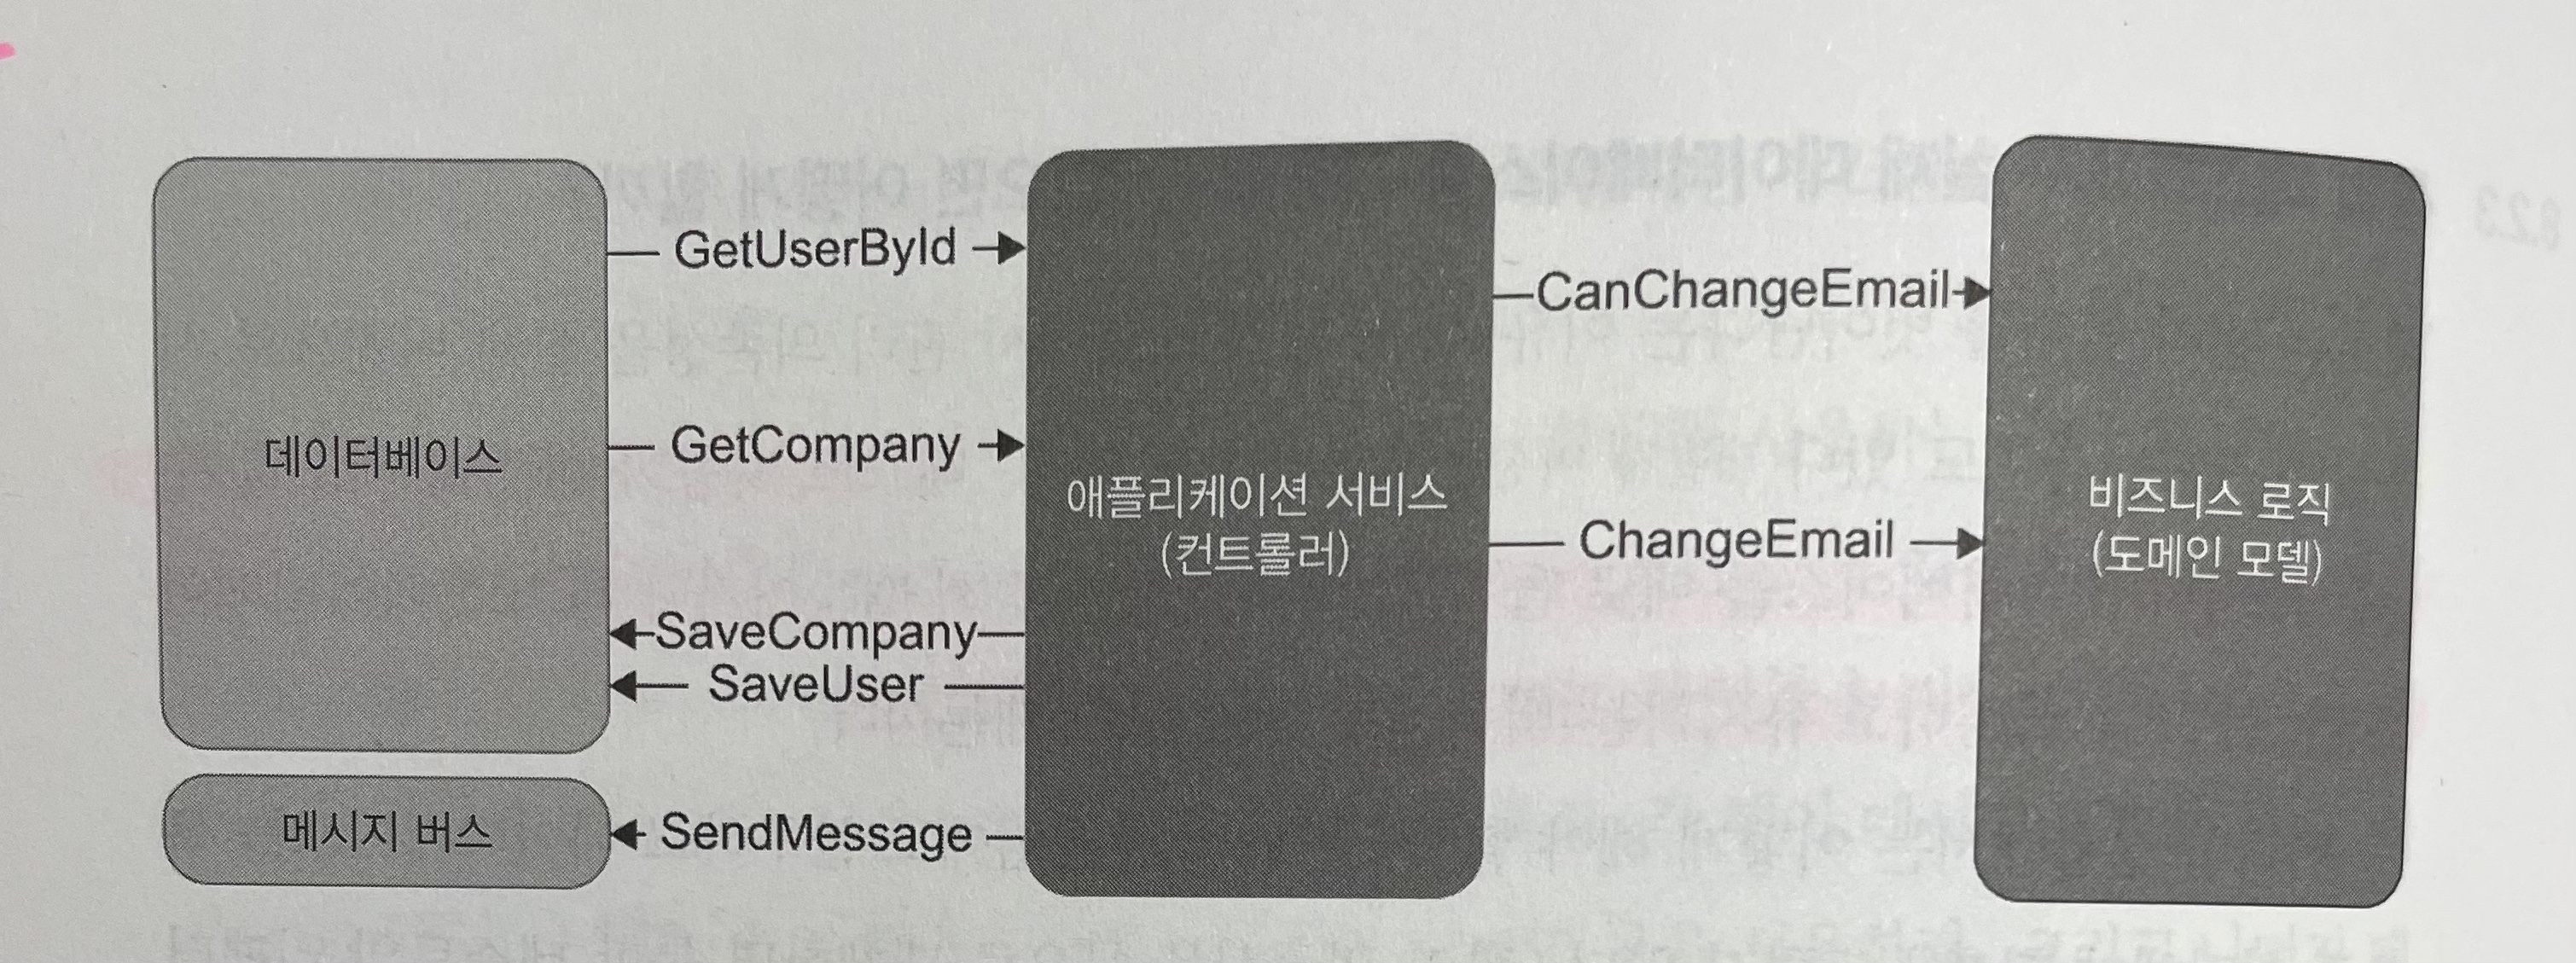 데이터베이스
메시지 버스
GetUserById
GetCompany
SaveCompany
SaveUser
SendMessage
애플리케이션 서비스
(컨트롤러)
CanChangeEmail
ChangeEmail
비즈니스 로직
(도메인 모델)